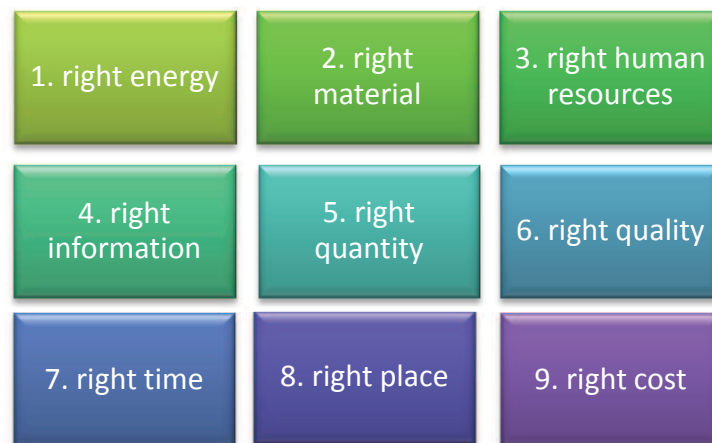 1. right energy
2. right
material
3. right human
resources
4. right
information
5. right
quantity
6. right quality
7. right time
8. right place
9. right cost